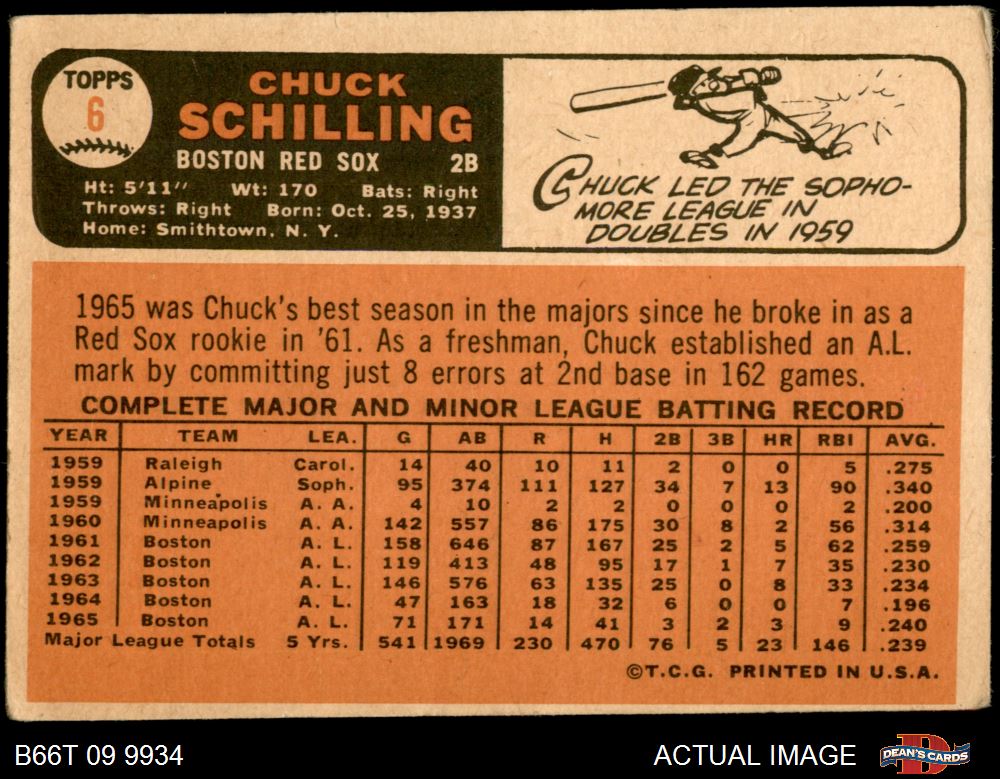 TOPPS
6
CHUCK
SCHILLING
BOSTON RED SOX 2B
Ht: 5'11" Wt: 170 Bats: Right
Throws: Right Born: Oct. 25, 1937
Home: Smithtown, N. Y.
CHUCK LED THE SOPHO-
MORE LEAGUE IN
DOUBLES IN 1959
1965 was Chuck's best season in the majors since he broke in as a
Red Sox rookie in '61. As a freshman, Chuck established an A.L.
mark by committing just 8 errors at 2nd base in 162 games.
COMPLETE MAJOR AND MINOR LEAGUE BATTING RECORD
YEAR TEAM LEA. G AB R H 2B 3B HR RBI AVG.
1959 Raleigh Carol. 14 40 10 11 2 0 0 5 .275
1959 Alpine Soph. 95 374 111 127 34 7 13 90 .340
1959 Minneapolis A. A. 4 10 2 2 0 0 0 2 .200
1960 Minneapolis A. A. 142 557 86 175 30 8 2 56 .314
1961 Boston A. L. 158 646 87 167 25 2 5 62 .259
1962 Boston A. L. 119 413 48 95 17 1 7 35 .230
1963 Boston A. L. 146 576 63 135 25 0 8 33 .234
1964 Boston A. L. 47 163 18 32 6 0 0 7 .196
1965 Boston A. L. 71 171 14 41 3 2 3 9 .240
Major League Totals 5 Yrs. 541 1969 230 470 76 5 23 146 .239
©T.C.G. PRINTED IN U.S.A.
B66T 09 9934 ACTUAL IMAGE DEAN'S CARDS